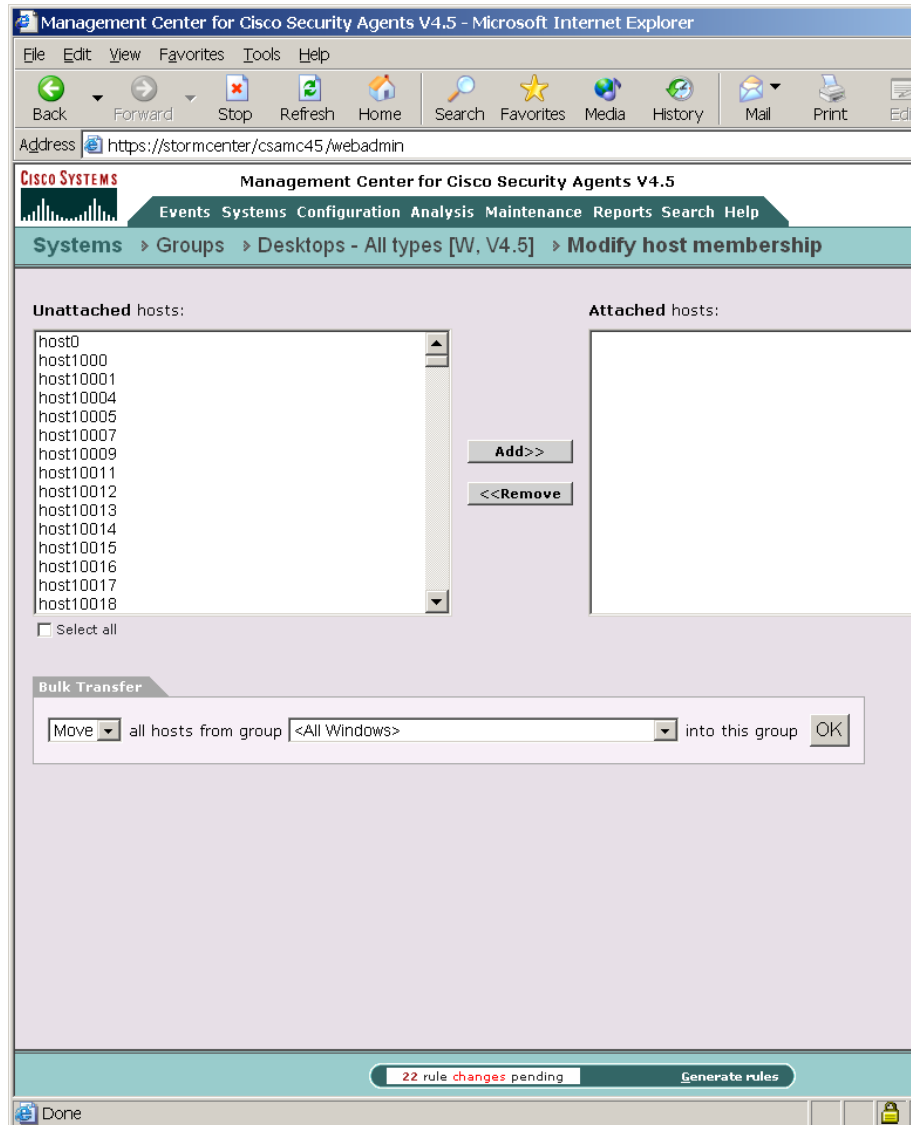 Management Center for Cisco Security Agents V4.5 - Microsoft Internet Explorer
File Edit View Favorites Tools Help
Back Forward Stop Refresh Home Search Favorites Media History Mail Print
Address https://stormcenter/csamc45/webadmin
CISCO SYSTEMS
Management Center for Cisco Security Agents V4.5
Events Systems Configuration Analysis Maintenance Reports Search Help
Systems > Groups > Desktops - All types [W, V4.5] > Modify host membership
Unattached hosts:
Attached hosts:
host0
host1000
host10001
host10004
host10005
host10007
host10009
host10011
host10012
host10013
host10014
host10015
host10016
host10017
host10018
Add>>
<<Remove
Select all
Bulk Transfer
Move all hosts from group <All Windows> into this group OK
22 rule changes pending
Generate rules
Done